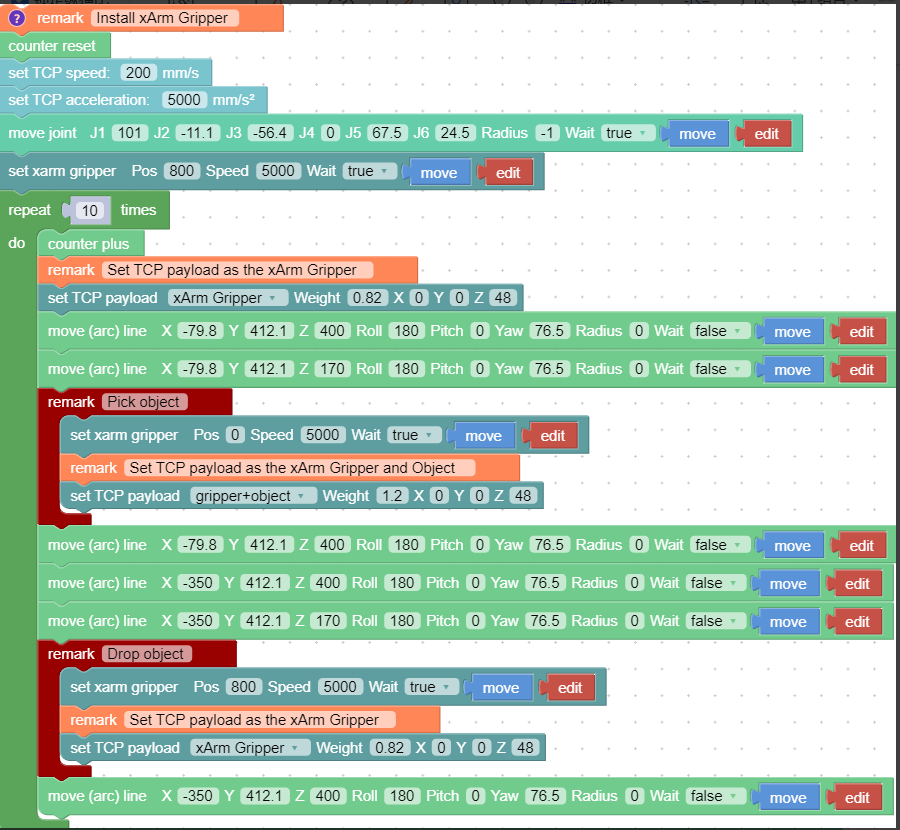 ? remark Install xArm Gripper
counter reset
set TCP speed: 200 mm/s
set TCP acceleration: 5000 mm/s²
move joint J1 101 J2 -11.1 J3 -56.4 J4 0 J5 67.5 J6 24.5 Radius -1 Wait true move edit
set xarm gripper Pos 800 Speed 5000 Wait true move edit
repeat 10 times
do counter plus
remark Set TCP payload as the xArm Gripper
set TCP payload xArm Gripper Weight 0.82 X 0 Y 0 Z 48
move (arc) line X -79.8 Y 412.1 Z 400 Roll 180 Pitch 0 Yaw 76.5 Radius 0 Wait false move edit
move (arc) line X -79.8 Y 412.1 Z 170 Roll 180 Pitch 0 Yaw 76.5 Radius 0 Wait false move edit
remark Pick object
set xarm gripper Pos 0 Speed 5000 Wait true move edit
remark Set TCP payload as the xArm Gripper and Object
set TCP payload gripper+object Weight 1.2 X 0 Y 0 Z 48
move (arc) line X -79.8 Y 412.1 Z 400 Roll 180 Pitch 0 Yaw 76.5 Radius 0 Wait false move edit
move (arc) line X -350 Y 412.1 Z 400 Roll 180 Pitch 0 Yaw 76.5 Radius 0 Wait false move edit
move (arc) line X -350 Y 412.1 Z 170 Roll 180 Pitch 0 Yaw 76.5 Radius 0 Wait false move edit
remark Drop object
set xarm gripper Pos 800 Speed 5000 Wait true move edit
remark Set TCP payload as the xArm Gripper
set TCP payload xArm Gripper Weight 0.82 X 0 Y 0 Z 48
move (arc) line X -350 Y 412.1 Z 400 Roll 180 Pitch 0 Yaw 76.5 Radius 0 Wait false move edit